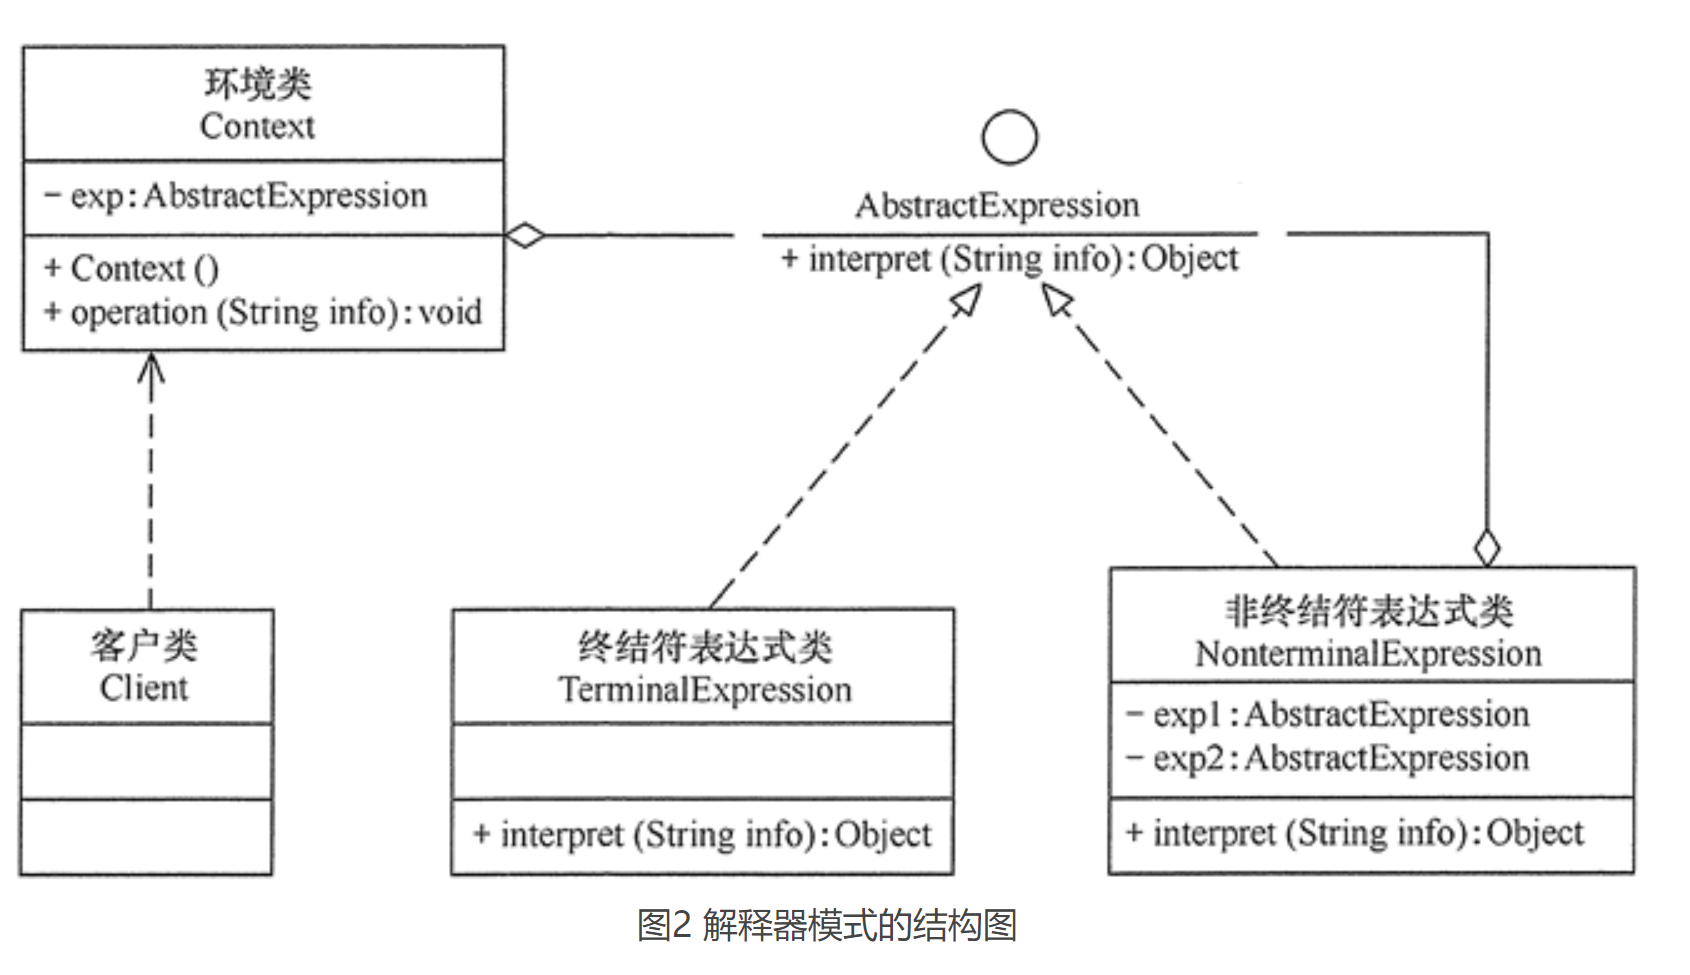 环境类
Context
- exp:AbstractExpression
+ Context ()
+ operation (String info):void
AbstractExpression
+ interpret (String info):Object
客户类
Client
终结符表达式类
TerminalExpression
+ interpret (String info):Object
非终结符表达式类
NonterminalExpression
- exp1:AbstractExpression
- exp2:AbstractExpression
+ interpret (String info):Object
图2 解释器模式的结构图